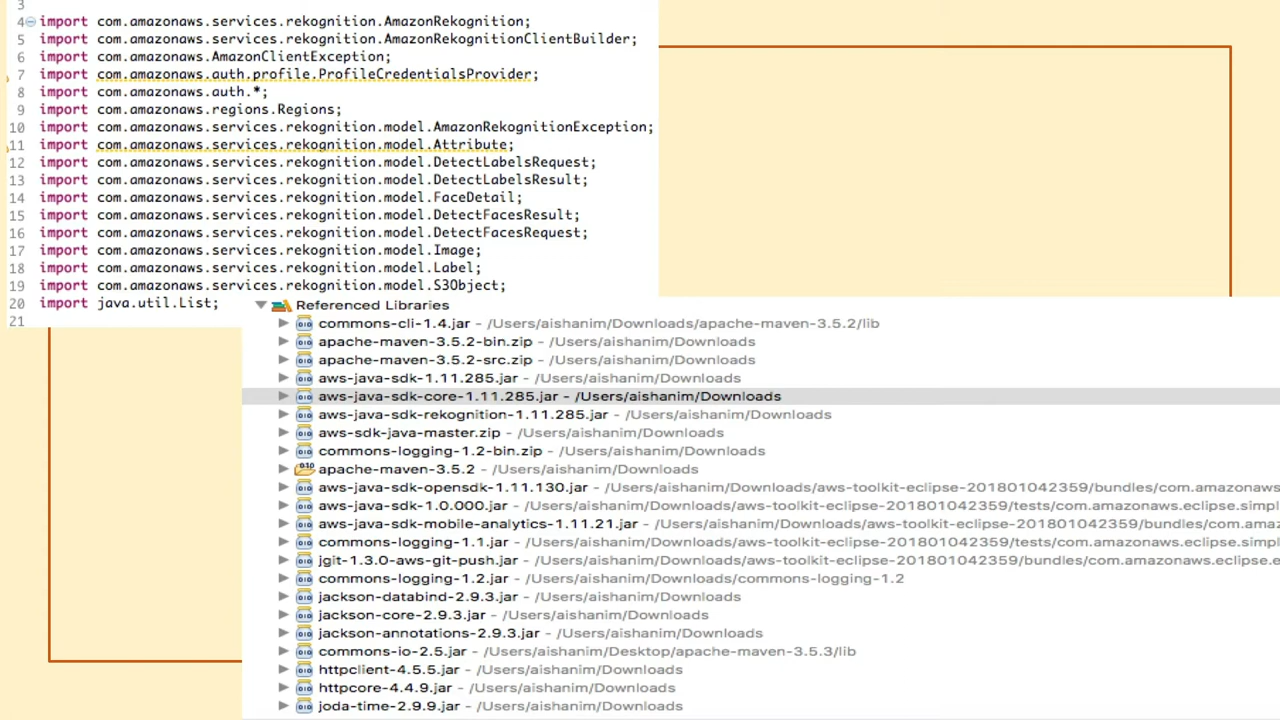 3
4 import com.amazonaws.services.rekognition.AmazonRekognition;
5 import com.amazonaws.services.rekognition.AmazonRekognitionClientBuilder;
6 import com.amazonaws.AmazonClientException;
7 import com.amazonaws.auth.profile.ProfileCredentialsProvider;
8 import com.amazonaws.auth.*;
9 import com.amazonaws.regions.Regions;
10 import com.amazonaws.services.rekognition.model.AmazonRekognitionException;
11 import com.amazonaws.services.rekognition.model.Attribute;
12 import com.amazonaws.services.rekognition.model.DetectLabelsRequest;
13 import com.amazonaws.services.rekognition.model.DetectLabelsResult;
14 import com.amazonaws.services.rekognition.model.FaceDetail;
15 import com.amazonaws.services.rekognition.model.DetectFacesResult;
16 import com.amazonaws.services.rekognition.model.DetectFacesRequest;
17 import com.amazonaws.services.rekognition.model.Image;
18 import com.amazonaws.services.rekognition.model.Label;
19 import com.amazonaws.services.rekognition.model.S3Object;
20 import java.util.List;
21
Referenced Libraries
commons-cli-1.4.jar - /Users/aishanim/Downloads/apache-maven-3.5.2/lib
apache-maven-3.5.2-bin.zip - /Users/aishanim/Downloads
apache-maven-3.5.2-src.zip - /Users/aishanim/Downloads
aws-java-sdk-1.11.285.jar - /Users/aishanim/Downloads
aws-java-sdk-core-1.11.285.jar - /Users/aishanim/Downloads
aws-java-sdk-rekognition-1.11.285.jar - /Users/aishanim/Downloads
aws-sdk-java-master.zip - /Users/aishanim/Downloads
commons-logging-1.2-bin.zip - /Users/aishanim/Downloads
apache-maven-3.5.2 - /Users/aishanim/Downloads
aws-java-sdk-opensdk-1.11.130.jar - /Users/aishanim/Downloads/aws-toolkit-eclipse-201801042359/bundles/com.amazonaws
aws-java-sdk-1.0.000.jar - /Users/aishanim/Downloads/aws-toolkit-eclipse-201801042359/tests/com.amazonaws.eclipse.simpl
aws-java-sdk-mobile-analytics-1.11.21.jar - /Users/aishanim/Downloads/aws-toolkit-eclipse-201801042359/bundles/com.amaz
commons-logging-1.1.jar - /Users/aishanim/Downloads/aws-toolkit-eclipse-201801042359/tests/com.amazonaws.eclipse.simpl
jgit-1.3.0-aws-git-push.jar - /Users/aishanim/Downloads/aws-toolkit-eclipse-201801042359/bundles/com.amazonaws.eclipse.e
commons-logging-1.2.jar - /Users/aishanim/Downloads/commons-logging-1.2
jackson-databind-2.9.3.jar - /Users/aishanim/Downloads
jackson-core-2.9.3.jar - /Users/aishanim/Downloads
jackson-annotations-2.9.3.jar - /Users/aishanim/Downloads
commons-io-2.5.jar - /Users/aishanim/Desktop/apache-maven-3.5.3/lib
httpclient-4.5.5.jar - /Users/aishanim/Downloads
httpcore-4.4.9.jar - /Users/aishanim/Downloads
joda-time-2.9.9.jar - /Users/aishanim/Downloads